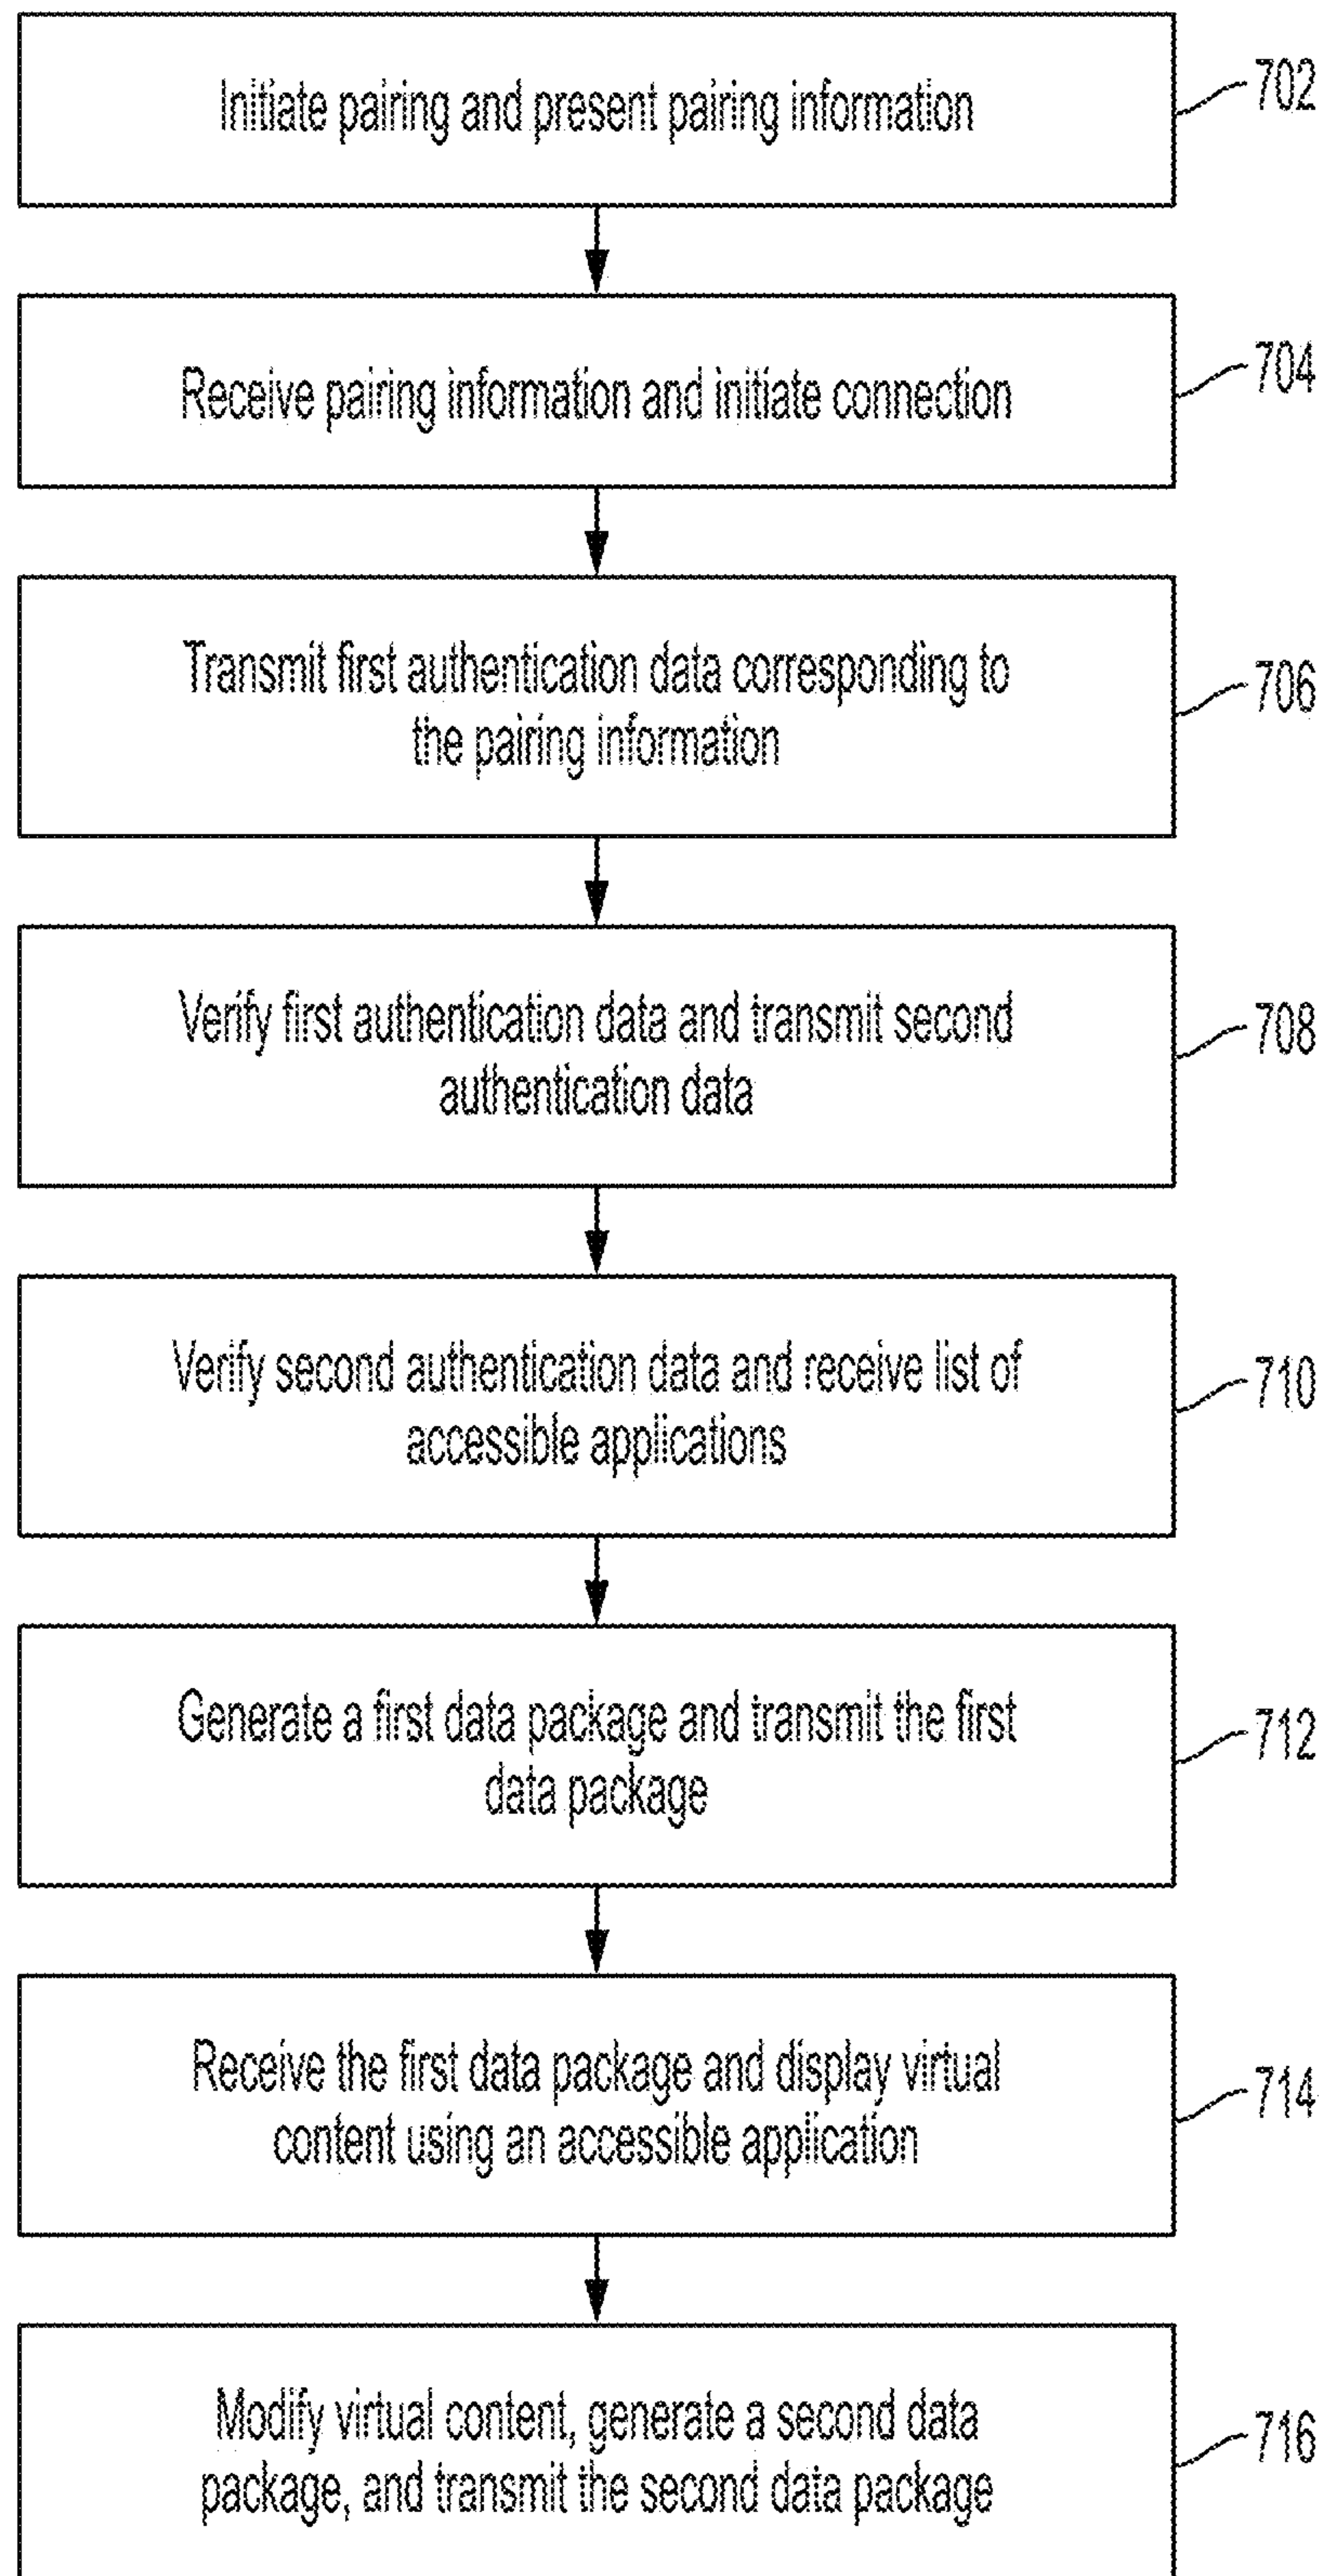 Initiate pairing and present pairing information
702
Receive pairing information and initiate connection
704
Transmit first authentication data corresponding to
the pairing information
706
Verify first authentication data and transmit second
authentication data
708
Verify second authentication data and receive list of
accessible applications
710
Generate a first data package and transmit the first
data package
712
Receive the first data package and display virtual
content using an accessible application
714
Modify virtual content, generate a second data
package, and transmit the second data package
716